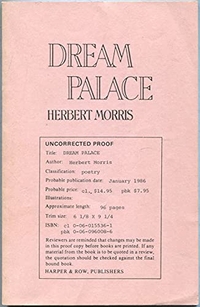 DREAM
PALACE
HERBERT MORRIS
UNCORRECTED PROOF
Title: DREAM PALACE
Author: Herbert Morris
Classification: poetry
Probable publication date: January 1986
Probable price: cl., $14.95 pbk $7.95
Illustrations:
Approximate length: 96 pages
Trim size: 6 1/8 X 9 1/4
ISBN: cl 0-06-015536-1
pbk 0-06-096008-6
Reviewers are reminded that changes may be made
in this proof copy before books are printed. If any
material from the book is to be quoted in a review,
the quotation should be checked against the final
bound book.
HARPER & ROW, PUBLISHERS